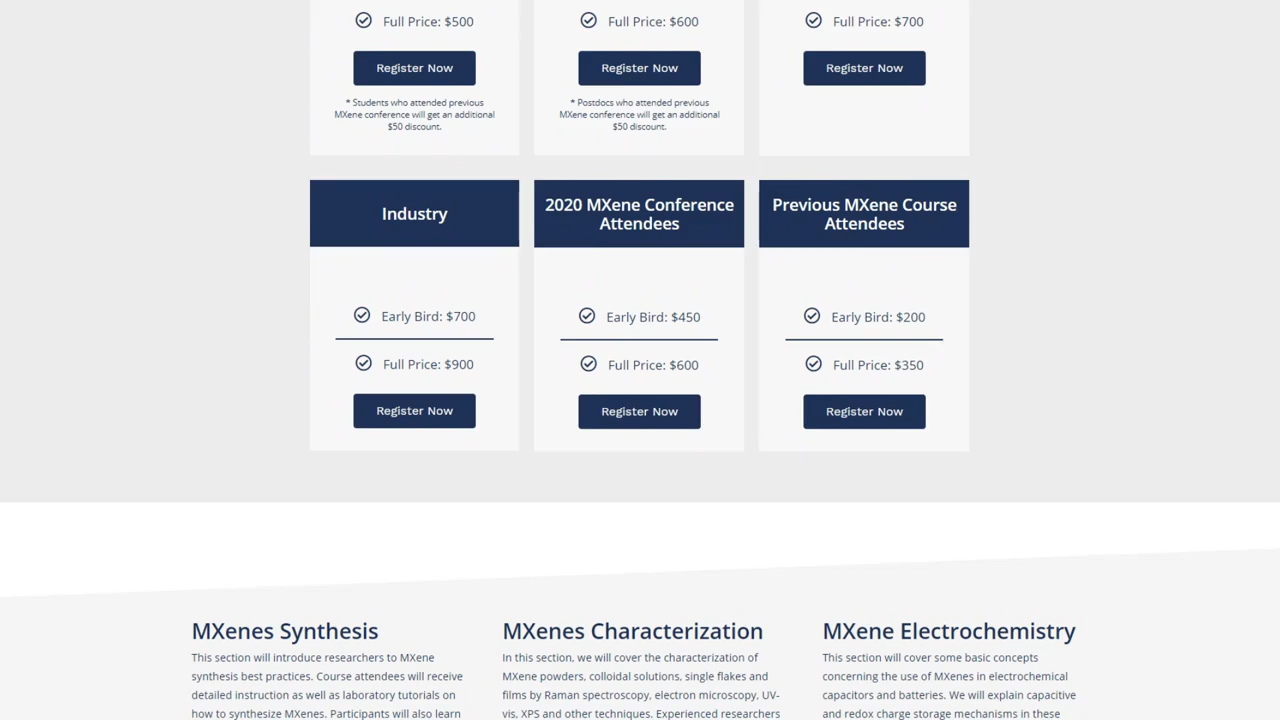 Full Price: $500
Full Price: $600
Full Price: $700
Register Now
Register Now
Register Now
* Students who attended previous
MXene conference will get an additional
$50 discount.
* Postdocs who attended previous
MXene conference will get an additional
$50 discount.
Industry
Early Bird: $700
Full Price: $900
Register Now
2020 MXene Conference
Attendees
Early Bird: $450
Full Price: $600
Register Now
Previous MXene Course
Attendees
Early Bird: $200
Full Price: $350
Register Now
MXenes Synthesis
This section will introduce researchers to MXene
synthesis best practices. Course attendees will receive
detailed instruction as well as laboratory tutorials on
how to synthesize MXenes. Participants will also learn
MXenes Characterization
In this section, we will cover the characterization of
MXene powders, colloidal solutions, single flakes and
films by Raman spectroscopy, electron microscopy, UV-
vis, XPS and other techniques. Experienced researchers
MXene Electrochemistry
This section will cover some basic concepts
concerning the use of MXenes in electrochemical
capacitors and batteries. We will explain capacitive
and redox charge storage mechanisms in these